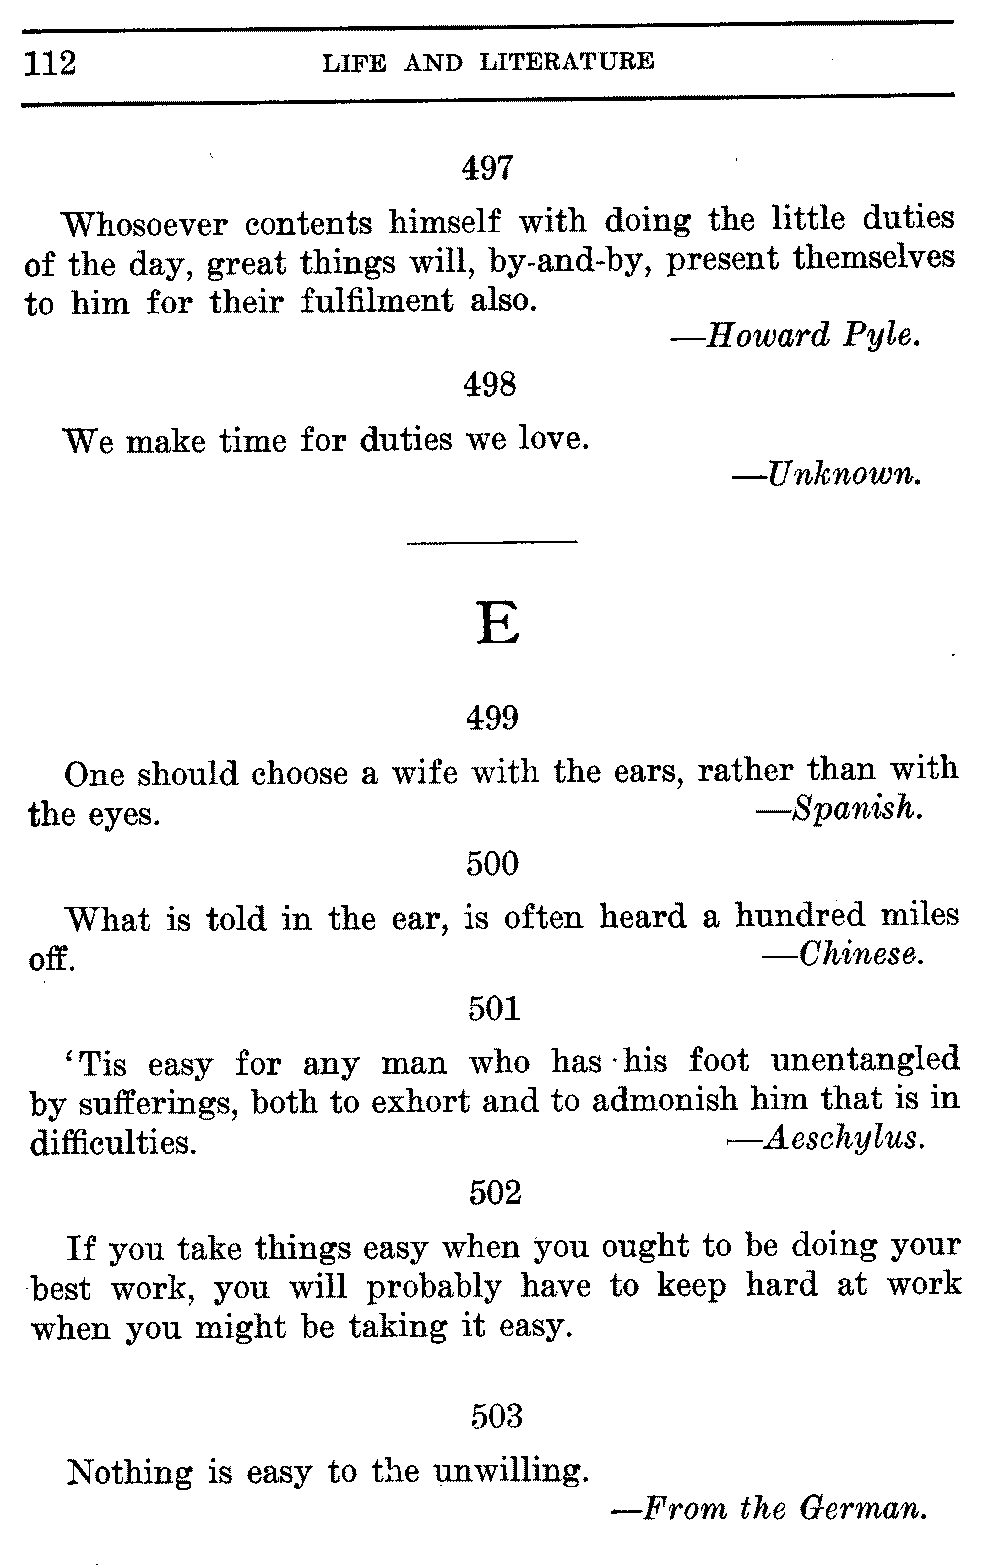 112 LIFE AND LITERATURE
497
Whosoever contents himself with doing the little duties
of the day, great things will, by-and-by, present themselves
to him for their fulfilment also.
—Howard Pyle.
498
We make time for duties we love.
—Unknown.
E
499
One should choose a wife with the ears, rather than with
the eyes. —Spanish.
500
What is told in the ear, is often heard a hundred miles
off. —Chinese.
501
‘Tis easy for any man who has his foot unentangled
by sufferings, both to exhort and to admonish him that is in
difficulties. —Aeschylus.
502
If you take things easy when you ought to be doing your
best work, you will probably have to keep hard at work
when you might be taking it easy.
503
Nothing is easy to the unwilling.
—From the German.